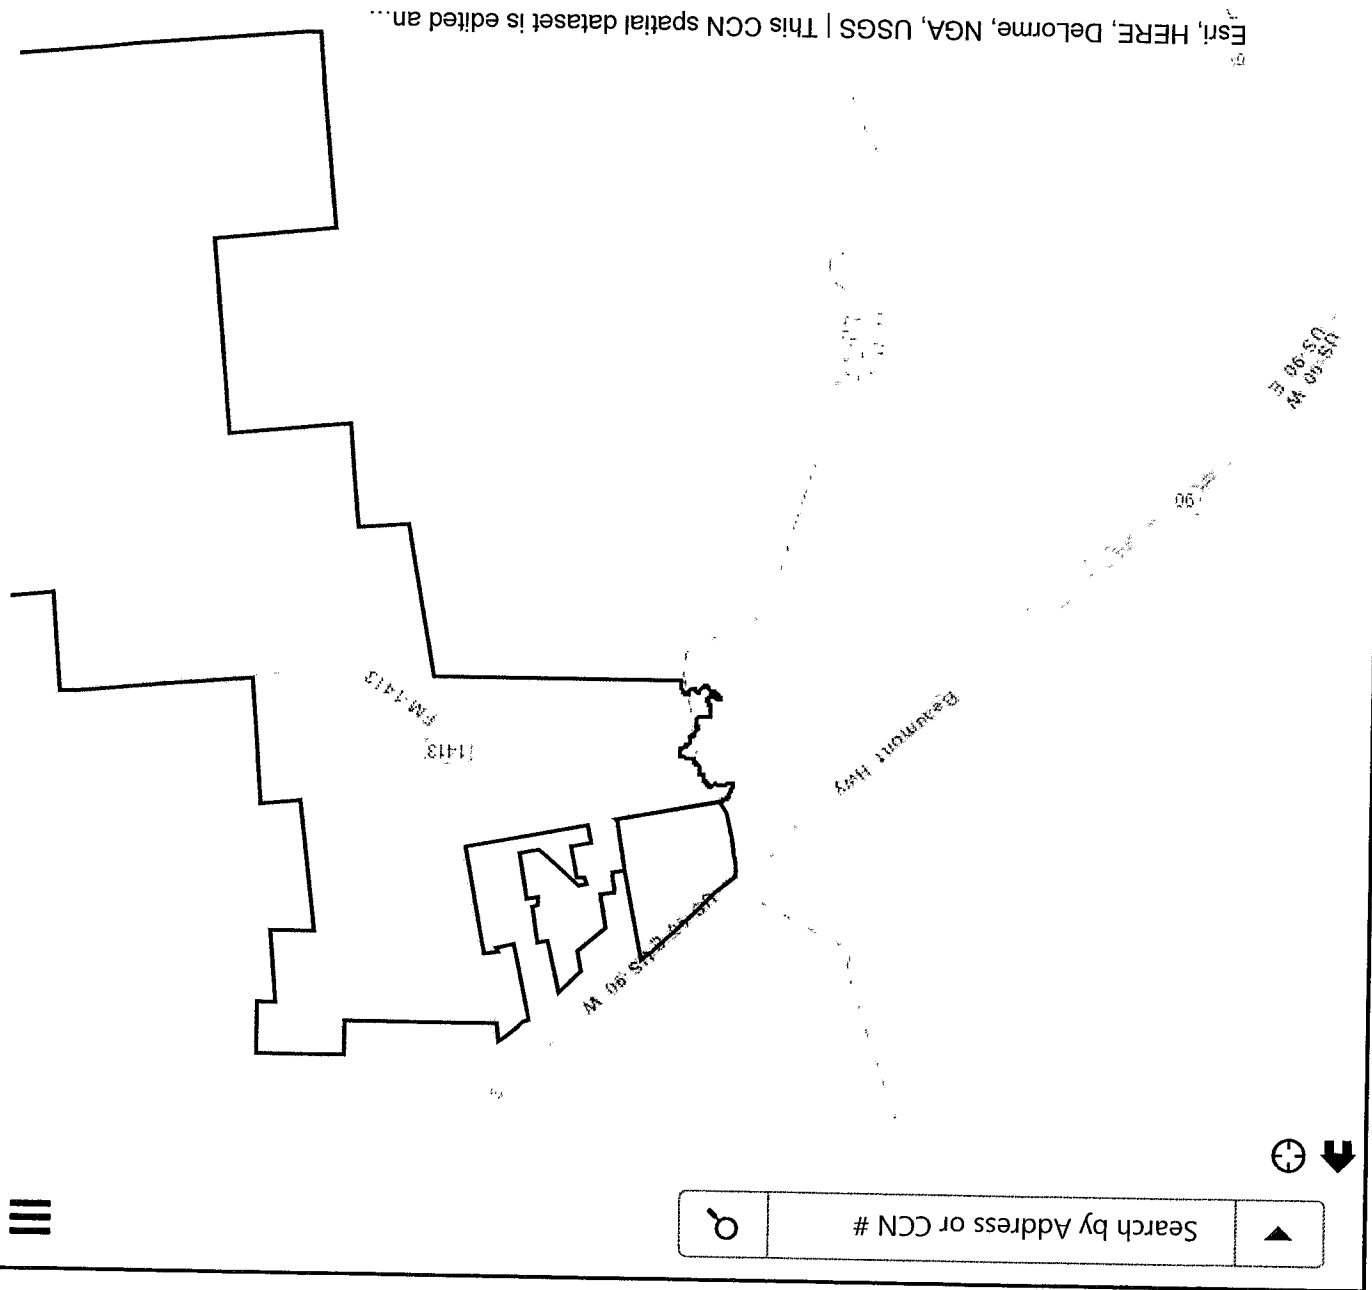 Search by Address or CCN #
US-90 W
1413
FM-1413
Beaumont Hwy
90
US-90 W
US-90 E
Esri, HERE, DeLorme, NGA, USGS | This CCN spatial dataset is edited an...